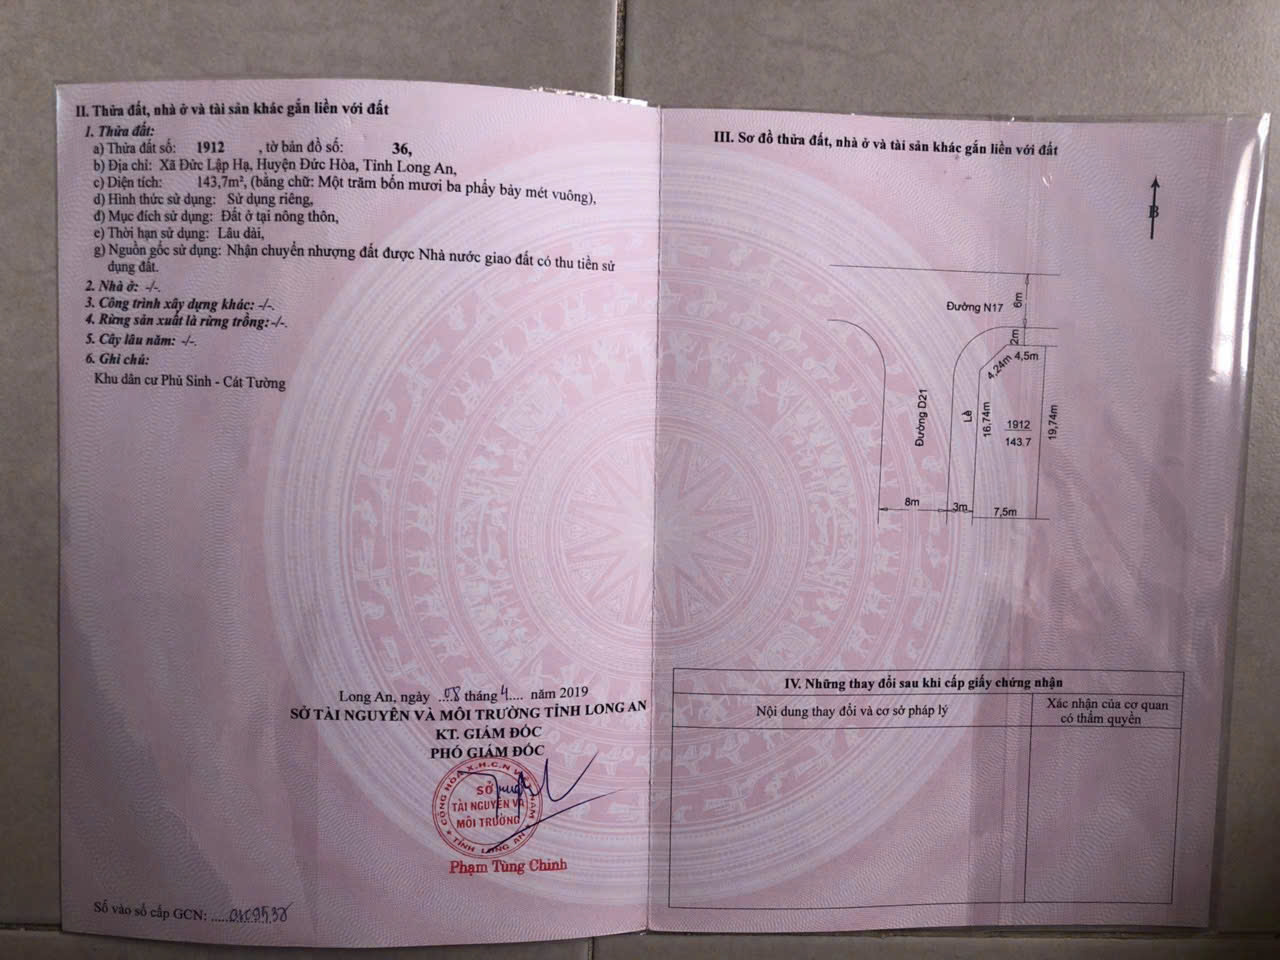 II. Thửa đất, nhà ở và tài sản khác gắn liền với đất
1. Thửa đất:
a) Thửa đất số: 1912 , tờ bản đồ số: 36,
b) Địa chỉ: Xã Đức Lập Hạ, Huyện Đức Hòa, Tỉnh Long An,
c) Diện tích: 143,7m², (bằng chữ: Một trăm bốn mươi ba phẩy bảy mét vuông),
d) Hình thức sử dụng: Sử dụng riêng,
đ) Mục đích sử dụng: Đất ở tại nông thôn,
e) Thời hạn sử dụng: Lâu dài,
g) Nguồn gốc sử dụng: Nhận chuyển nhượng đất được Nhà nước giao đất có thu tiền sử
dụng đất.
2. Nhà ở: -/-.
3. Công trình xây dựng khác: -/-.
4. Rừng sản xuất là rừng trồng: -/-.
5. Cây lâu năm: -/-.
6. Ghi chú:
Khu dân cư Phủ Sinh - Cát Tường
Long An, ngày 08 tháng 4 năm 2019
SỞ TÀI NGUYÊN VÀ MÔI TRƯỜNG TỈNH LONG AN
KT. GIÁM ĐỐC
PHÓ GIÁM ĐỐC
CỘNG HÒA X.H.C.N VIỆT NAM
SỞ
TÀI NGUYÊN VÀ
MÔI TRƯỜNG
TỈNH LONG AN
Phạm Tùng Chinh
Số vào sổ cấp GCN:
III. Sơ đồ thửa đất, nhà ở và tài sản khác gắn liền với đất
B
Đường N17
6m
2m
4,24m
4,5m
Đường D21
Lề
16,74m
1912
143.7
19,74m
8m
3m
7,5m
IV. Những thay đổi sau khi cấp giấy chứng nhận
Nội dung thay đổi và cơ sở pháp lý
Xác nhận của cơ quan
có thẩm quyền